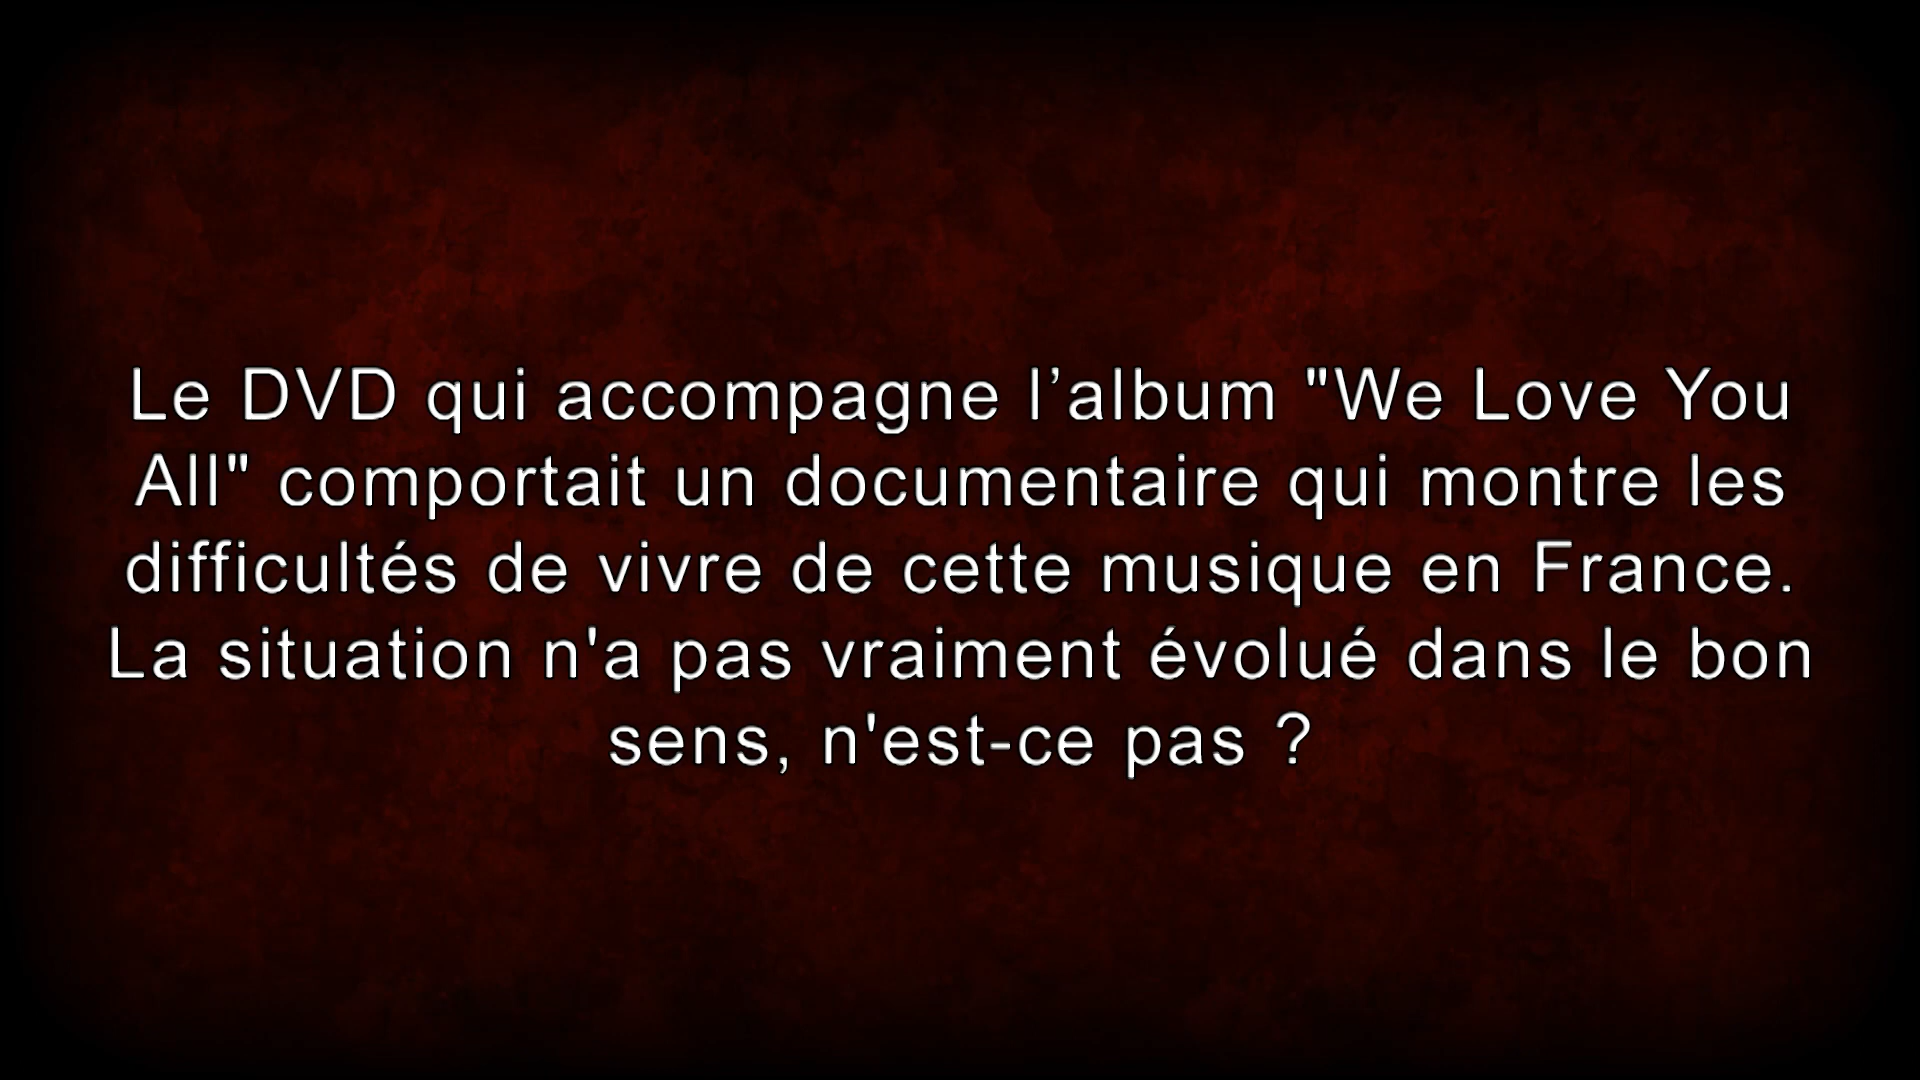 Le DVD qui accompagne l’album "We Love You
All" comportait un documentaire qui montre les
difficultés de vivre de cette musique en France.
La situation n'a pas vraiment évolué dans le bon
sens, n'est-ce pas ?